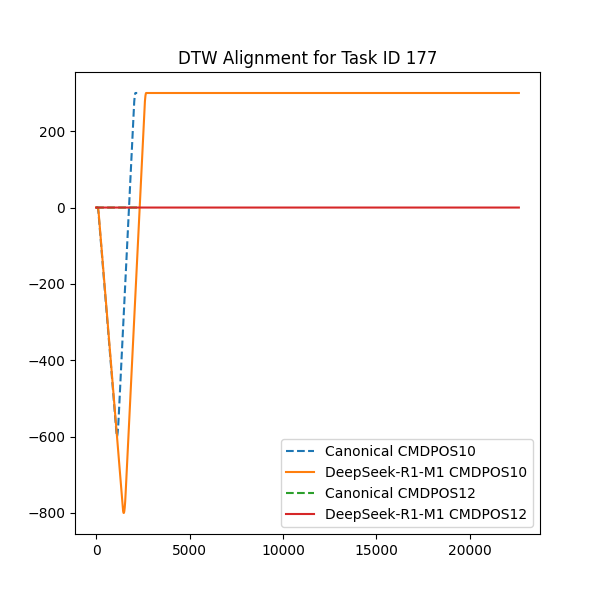 DTW Alignment for Task ID 177
200
0
−200
−400
−600
−800
0
5000
10000
15000
20000
Canonical CMDPOS10
DeepSeek-R1-M1 CMDPOS10
Canonical CMDPOS12
DeepSeek-R1-M1 CMDPOS12